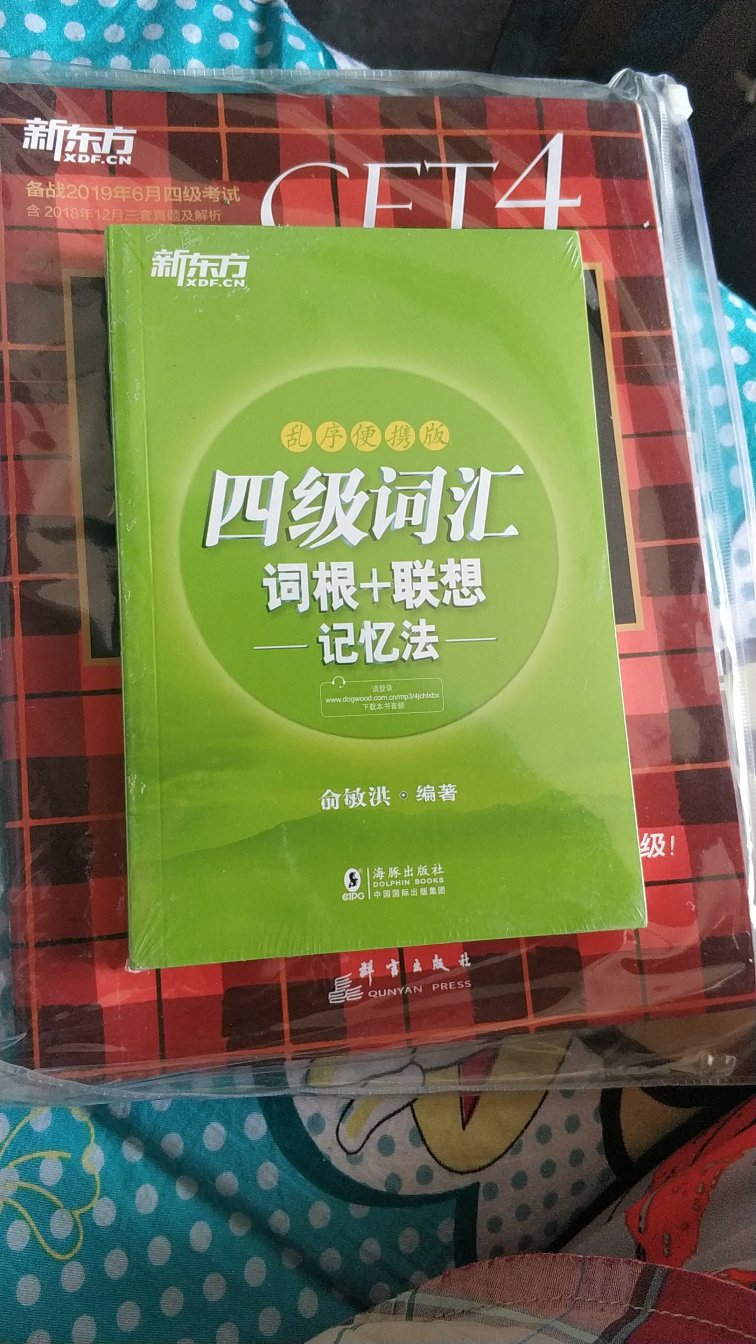 新东方
XDF.CN
备战2019年6月四级考试
含 2018年12月三套真题及解析
CET4
新东方
XDF.CN
乱序便携版
四级词汇
词根+联想
记忆法
请登录
www.dogwood.com.cn/mp3/4jchlxbx
下载本书音频
俞敏洪 编著
海豚出版社
DOLPHIN BOOKS
CIPG
中国国际出版集团
级!
群言出版社
QUNYAN PRESS